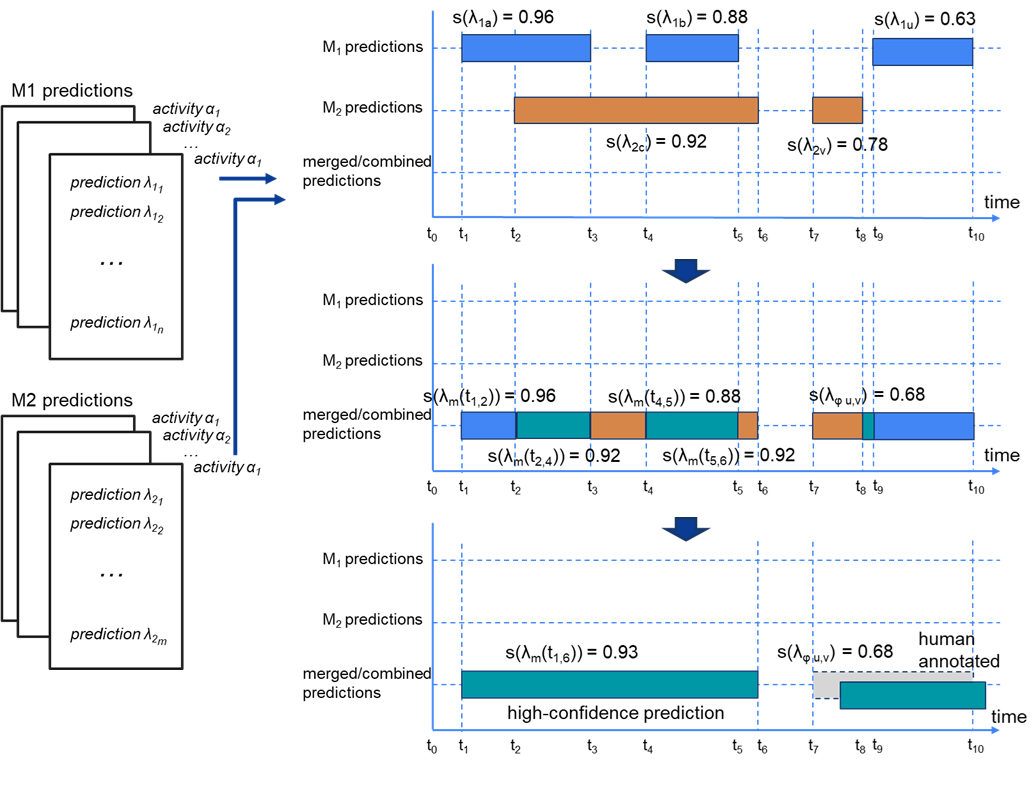 M1 predictions
activity α₁
activity α₂
...
activity α₁
prediction λ₁₁
prediction λ₁₂
...
prediction λ₁ₙ
M2 predictions
activity α₁
activity α₂
...
activity α₁
prediction λ₂₁
prediction λ₂₂
...
prediction λ₂ₘ
s(λ₁ₐ) = 0.96
s(λ₁b) = 0.88
s(λ₁ᵤ) = 0.63
M₁ predictions
M₂ predictions
s(λ₂c) = 0.92
s(λ₂ᵥ) = 0.78
merged/combined
predictions
time
t₀ t₁ t₂ t₃ t₄ t₅ t₆ t₇ t₈ t₉ t₁₀
M₁ predictions
M₂ predictions
s(λₘ(t₁,₂)) = 0.96
s(λₘ(t₄,₅)) = 0.88
s(λᵩ u,v) = 0.68
merged/combined
predictions
s(λₘ(t₂,₄)) = 0.92
s(λₘ(t₅,₆)) = 0.92
time
t₀ t₁ t₂ t₃ t₄ t₅ t₆ t₇ t₈ t₉ t₁₀
M₁ predictions
M₂ predictions
s(λₘ(t₁,₆)) = 0.93
s(λᵩ,u,v) = 0.68
human
annotated
merged/combined
predictions
high-confidence prediction
time
t₀ t₁ t₂ t₃ t₄ t₅ t₆ t₇ t₈ t₉ t₁₀